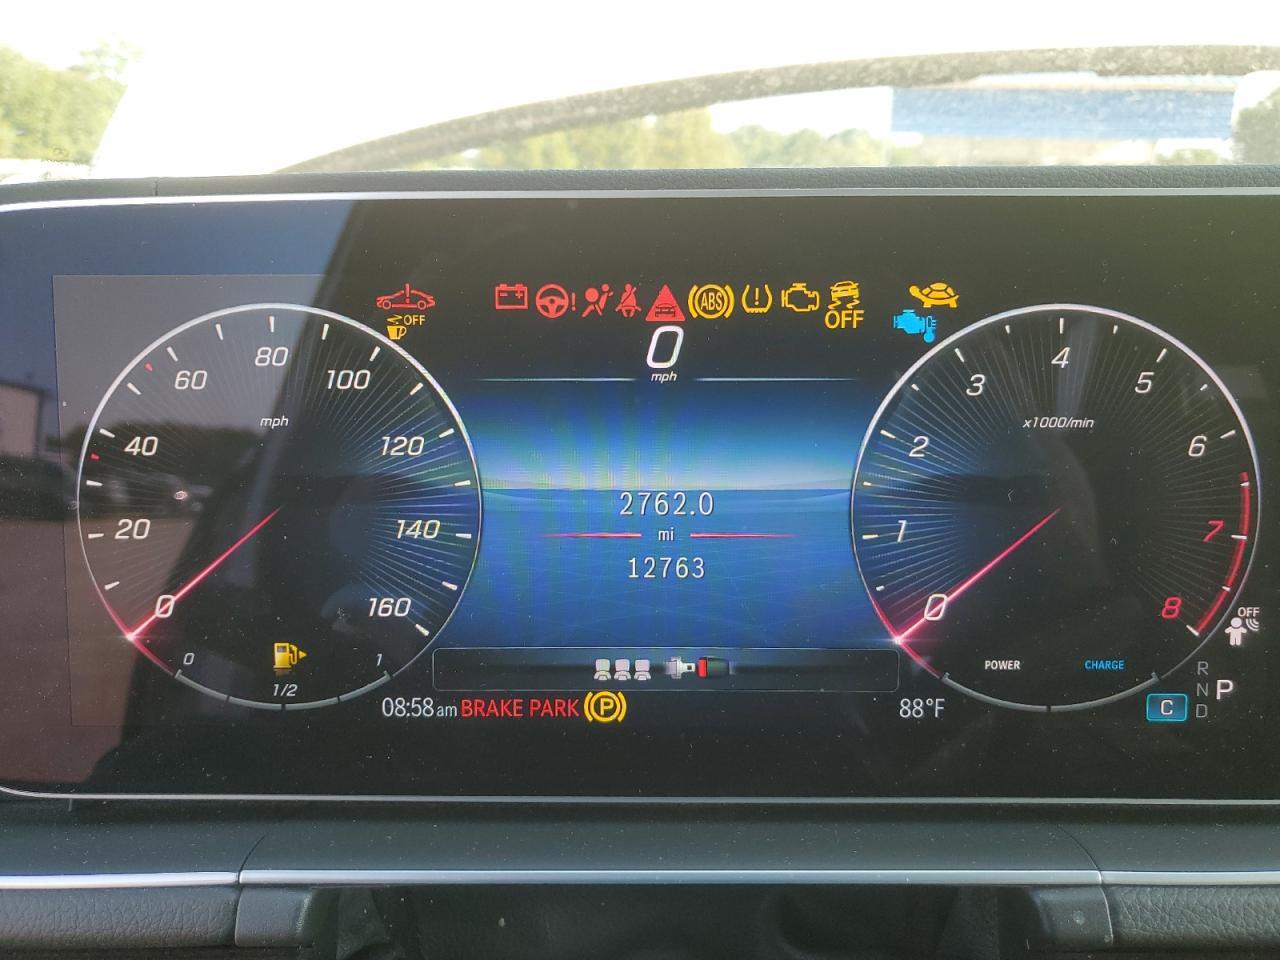 OFF
ABS
OFF
0
mph
0
20
40
60
80
100
120
140
160
mph
0
1/2
1
2762.0
mi
12763
0
1
2
3
4
5
6
7
8
x1000/min
POWER
CHARGE
OFF
08:58 am BRAKE PARK P
88°F
C
R
N P
D